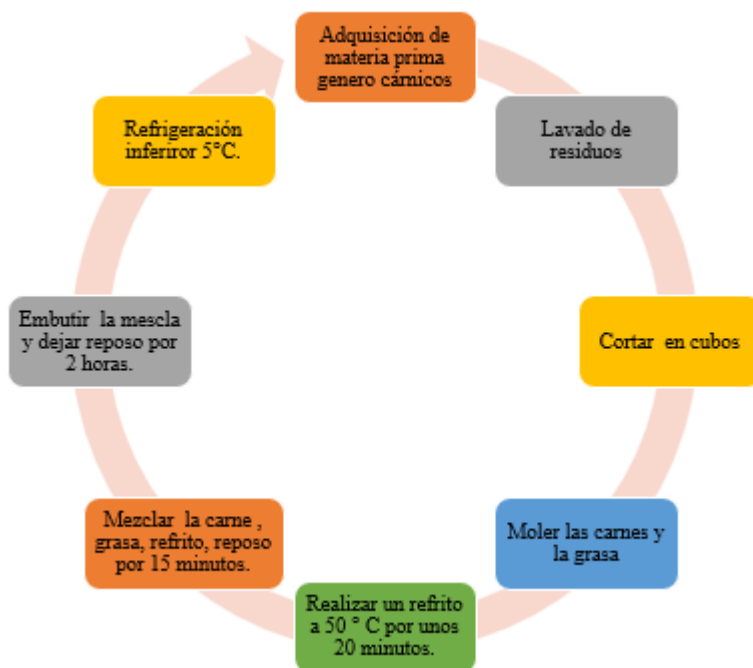 Adquisición de
materia prima
genero cárnicos
Lavado de
residuos
Cortar en cubos
Moler las carnes y
la grasa
Realizar un refrito
a 50 ° C por unos
20 minutos.
Mezclar la carne ,
grasa, refrito, reposo
por 15 minutos.
Embutir la mescla
y dejar reposo por
2 horas.
Refrigeración
inferiror 5°C.